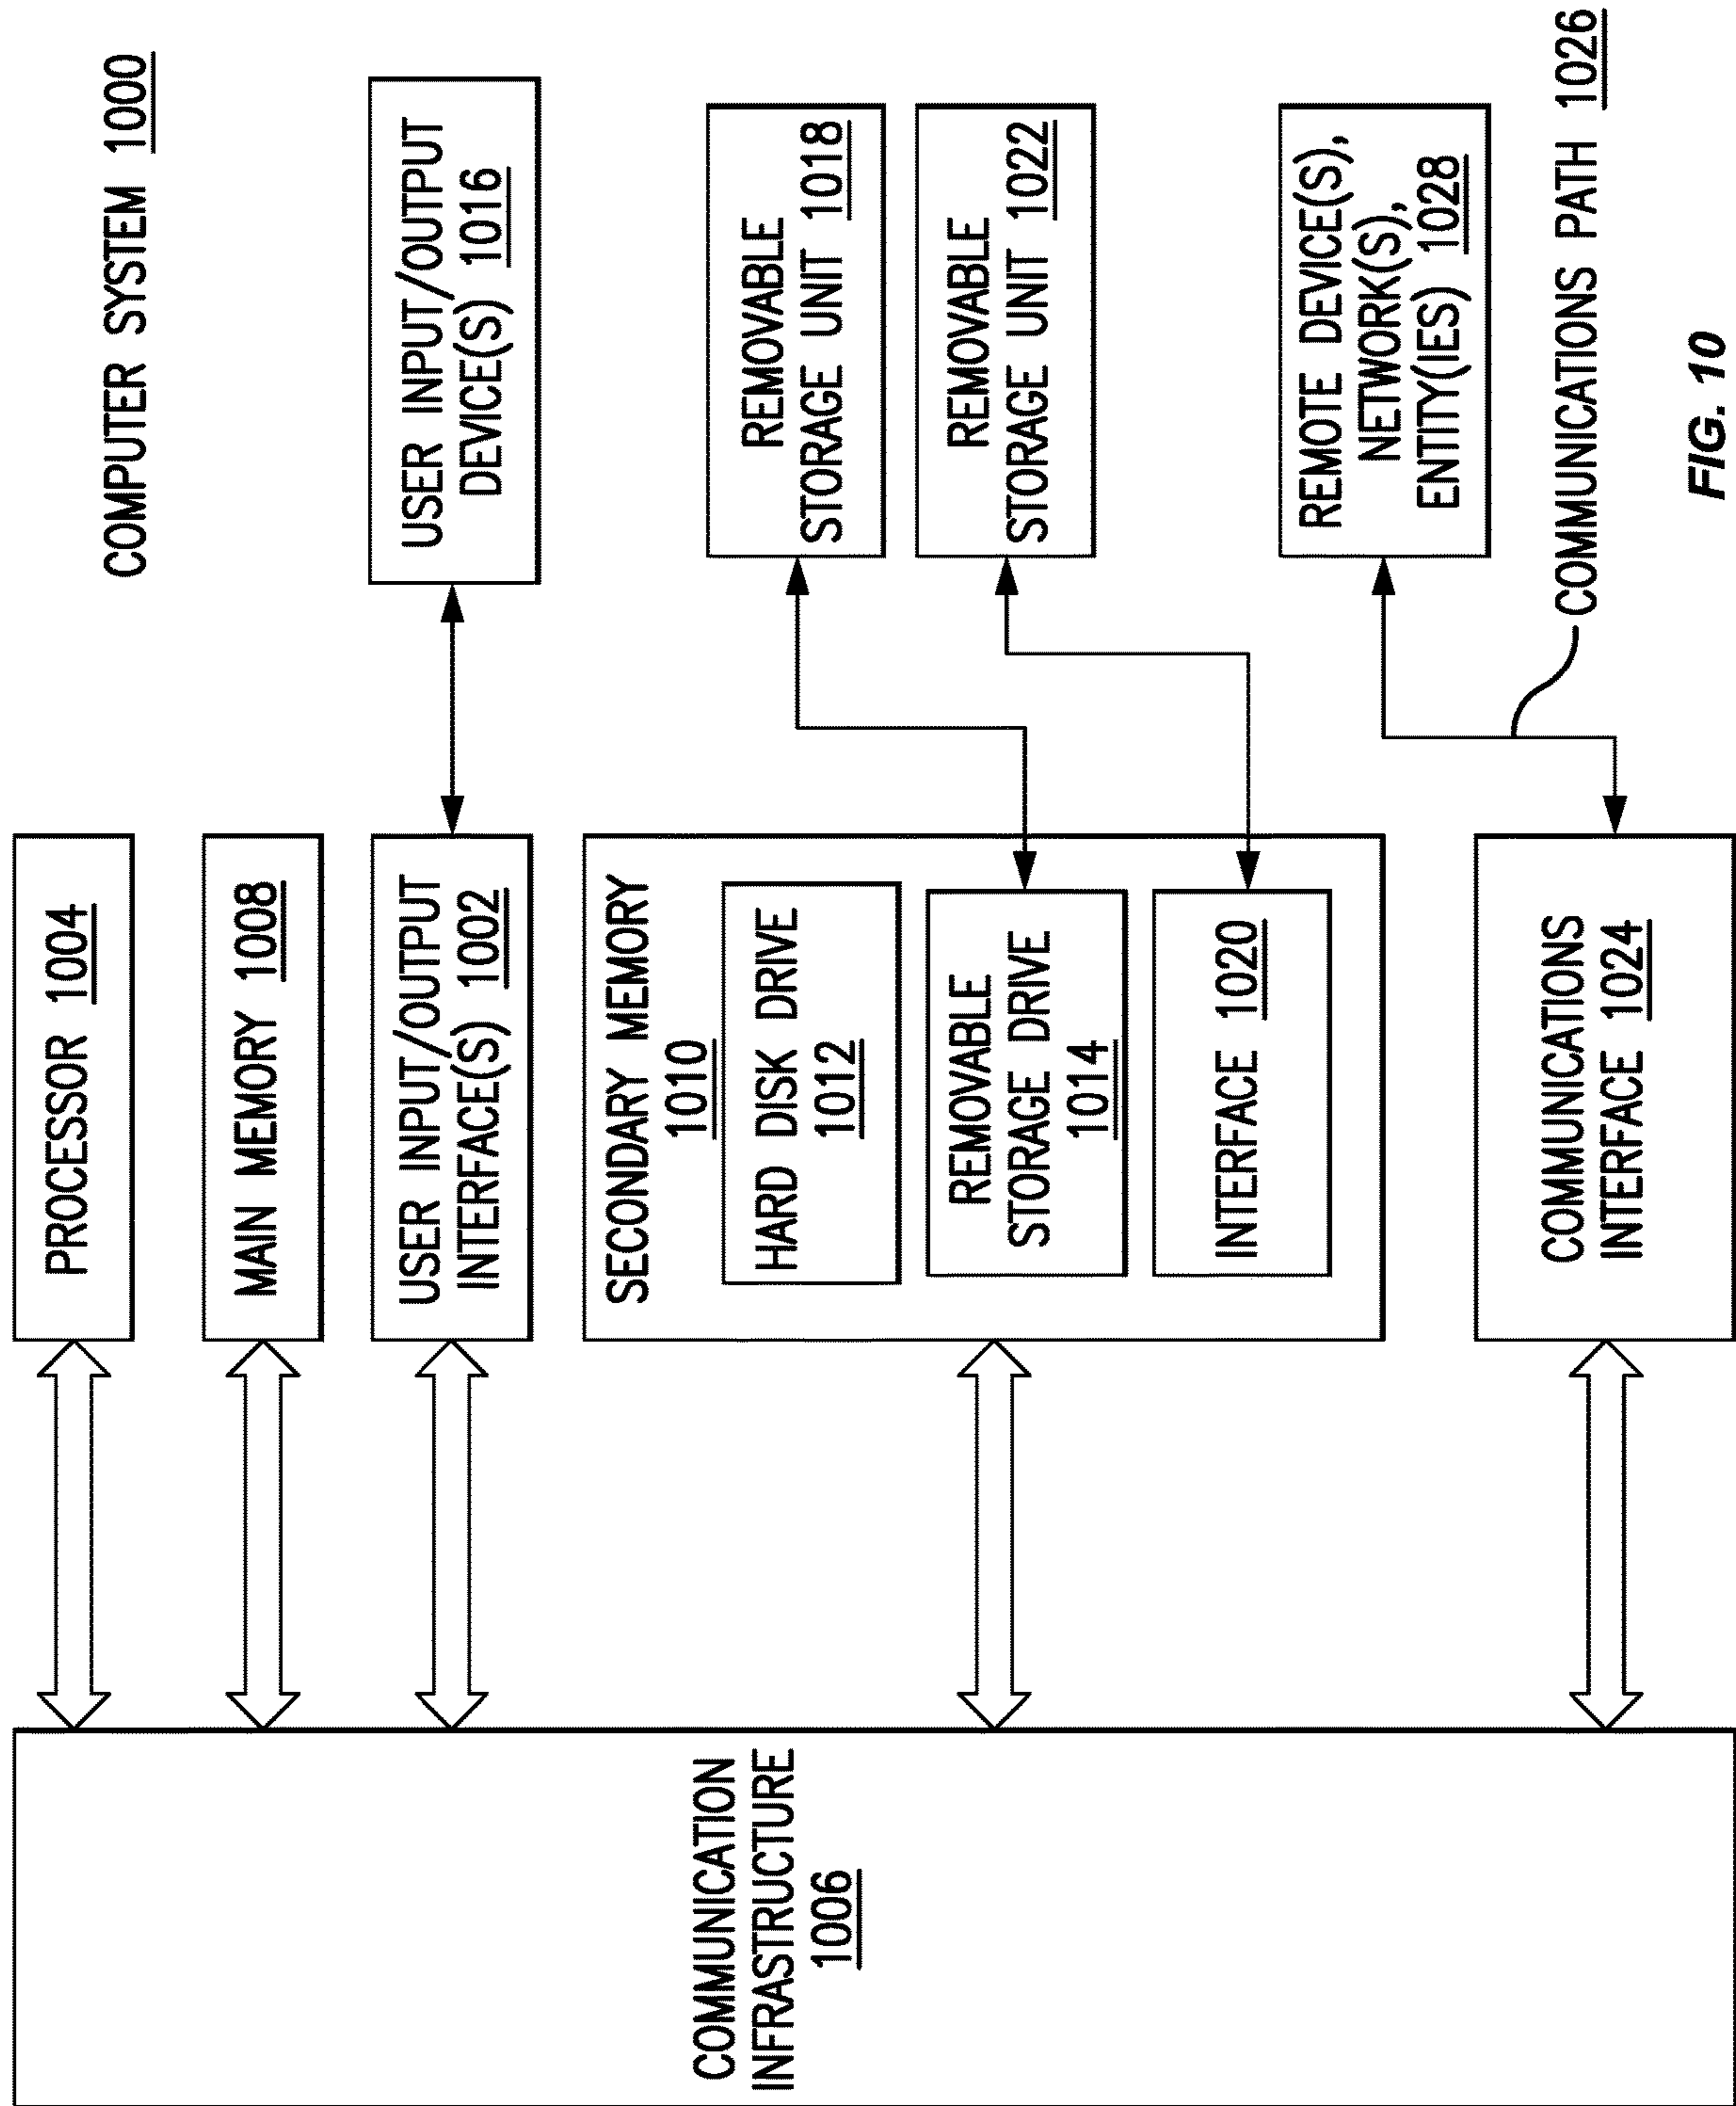 COMPUTER SYSTEM 1000
PROCESSOR 1004
MAIN MEMORY 1008
USER INPUT/OUTPUT
INTERFACE(S) 1002
USER INPUT/OUTPUT
DEVICE(S) 1016
COMMUNICATION
INFRASTRUCTURE
1006
SECONDARY MEMORY
1010
HARD DISK DRIVE
1012
REMOVABLE
STORAGE DRIVE
1014
INTERFACE 1020
REMOVABLE
STORAGE UNIT 1018
REMOVABLE
STORAGE UNIT 1022
COMMUNICATIONS
INTERFACE 1024
REMOTE DEVICE(S),
NETWORK(S),
ENTITY(IES) 1028
COMMUNICATIONS PATH 1026
FIG. 10